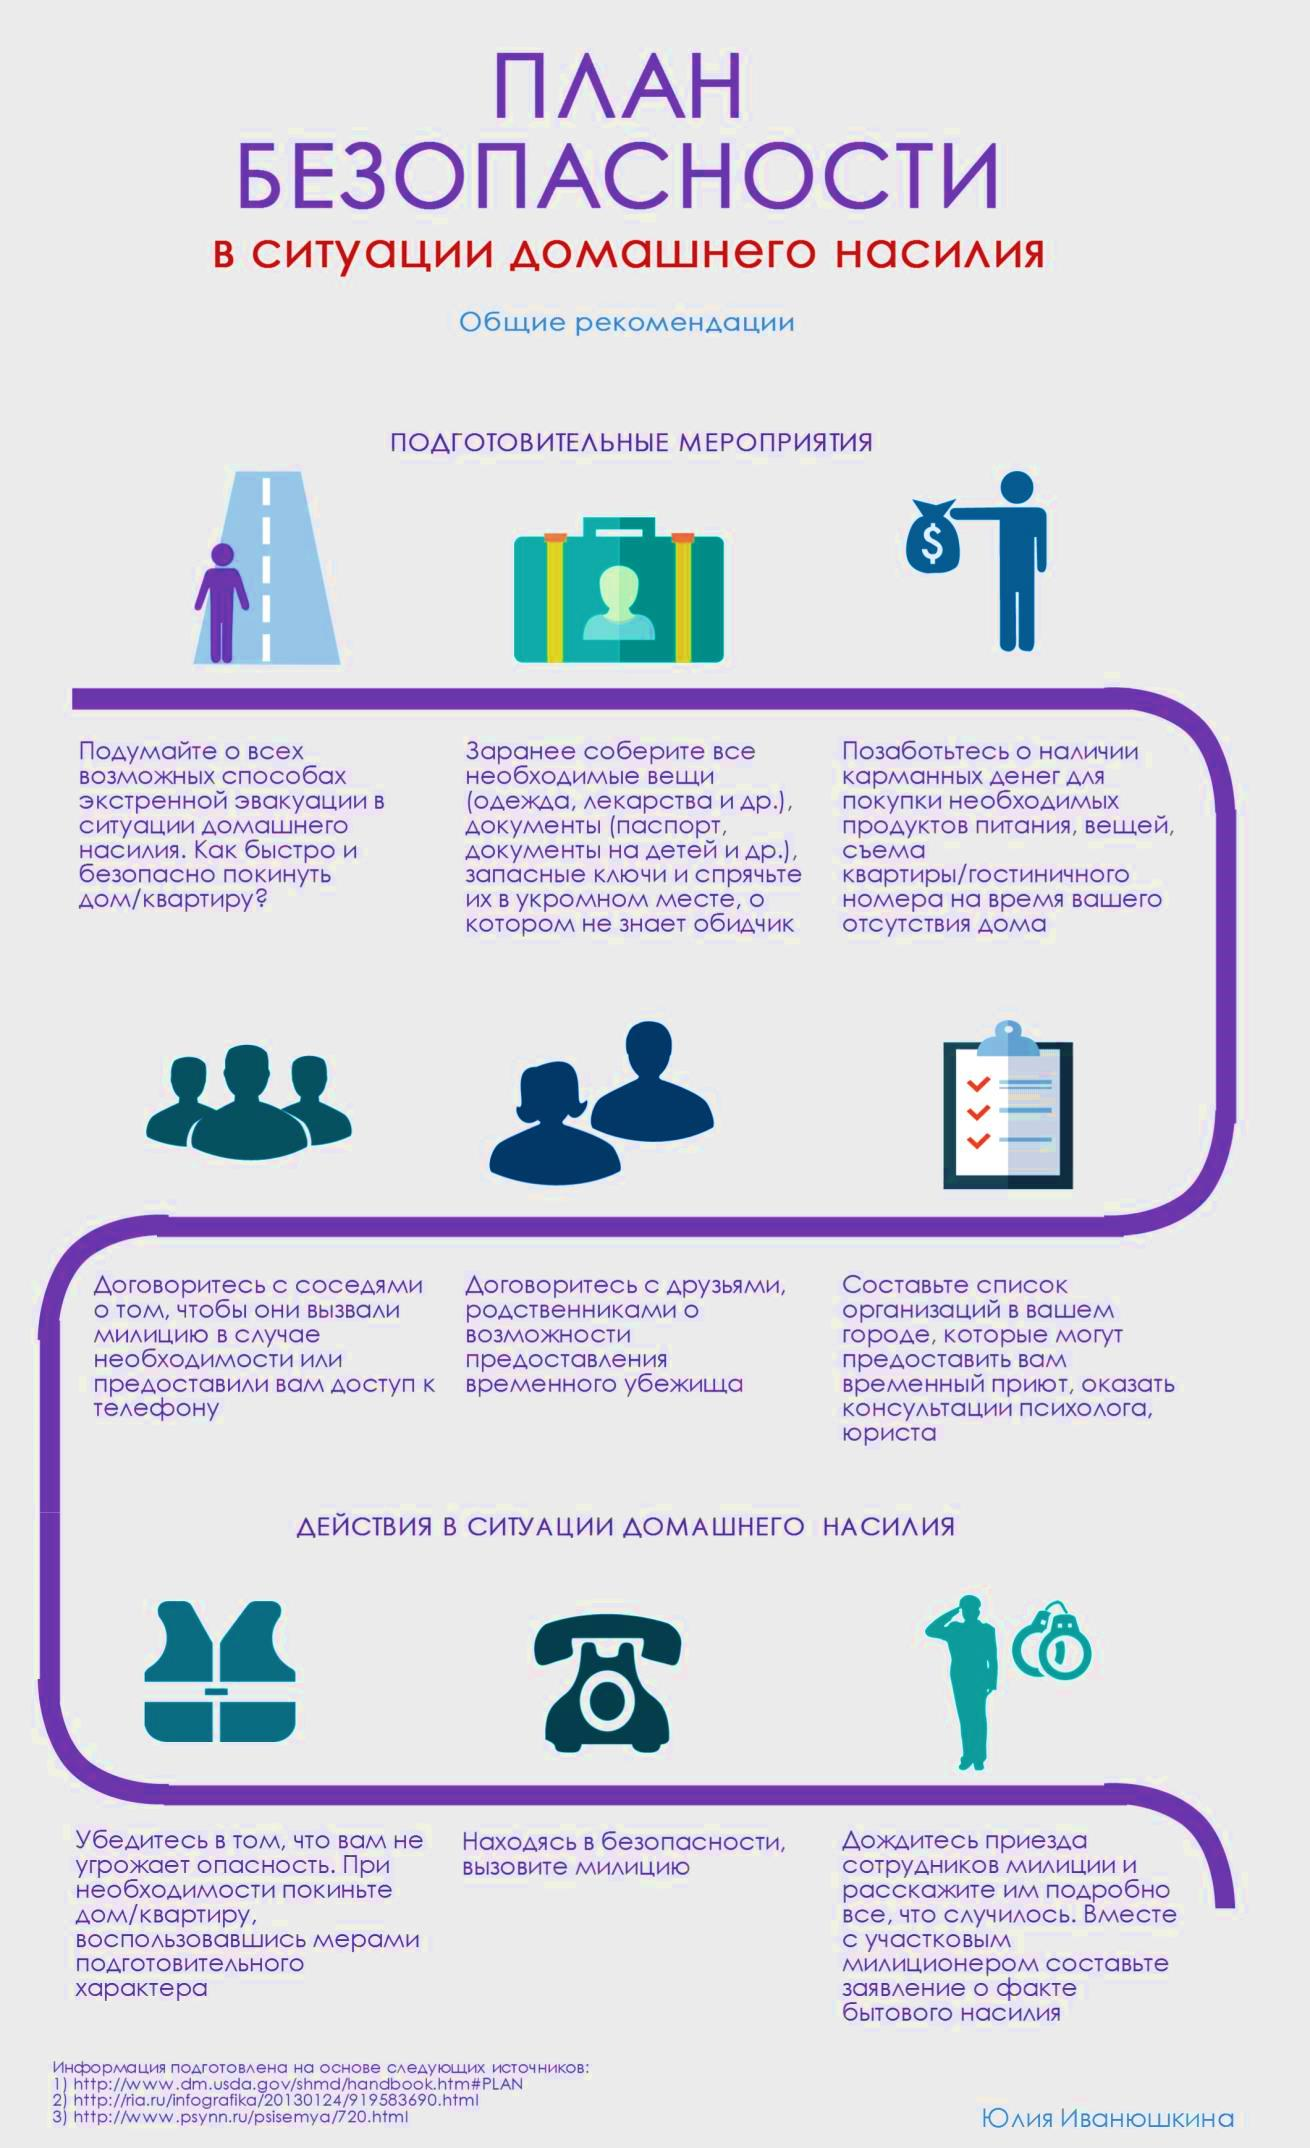 ПЛАН
БЕЗОПАСНОСТИ
в ситуации домашнего насилия
Общие рекомендации
ПОДГОТОВИТЕЛЬНЫЕ МЕРОПРИЯТИЯ
$
Подумайте о всех
возможных способах
экстренной эвакуации в
ситуации домашнего
насилия. Как быстро и
безопасно покинуть
дом/квартиру?
Заранее соберите все
необходимые вещи
(одежда, лекарства и др.),
документы (паспорт,
документы на детей и др.),
запасные ключи и спрячьте
их в укромном месте, о
котором не знает обидчик
Позаботьтесь о наличии
карманных денег для
покупки необходимых
продуктов питания, вещей,
съема
квартиры/гостиничного
номера на время вашего
отсутствия дома
Договоритесь с соседями
о том, чтобы они вызвали
милицию в случае
необходимости или
предоставили вам доступ к
телефону
Договоритесь с друзьями,
родственниками о
возможности
предоставления
временного убежища
Составьте список
организаций в вашем
городе, которые могут
предоставить вам
временный приют, оказать
консультации психолога,
юриста
ДЕЙСТВИЯ В СИТУАЦИИ ДОМАШНЕГО НАСИЛИЯ
Убедитесь в том, что вам не
угрожает опасность. При
необходимости покиньте
дом/квартиру,
воспользовавшись мерами
подготовительного
характера
Находясь в безопасности,
вызовите милицию
Дождитесь приезда
сотрудников милиции и
расскажите им подробно
все, что случилось. Вместе
с участковым
милиционером составьте
заявление о факте
бытового насилия
Информация подготовлена на основе следующих источников:
1) http://www.dm.usda.gov/shmd/handbook.htm#PLAN
2) http://ria.ru/infografika/20130124/919583690.html
3) http://www.psynn.ru/psisemya/720.html
Юлия Иванюшкина